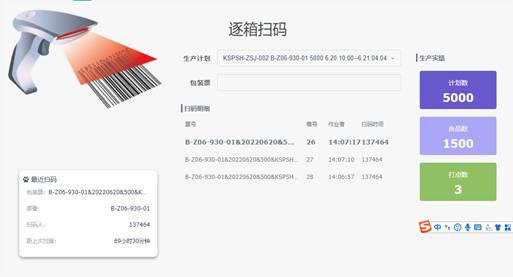 逐箱扫码
生产计划 KSPSH-ZSJ-002 B-Z06-930-01 5000 6.20 10:00--6.21 04:04
包装票
扫码明细
票号 箱号 作业者 扫码时间
B-Z06-930-01&20220620&5... 26 14:07:17 137464
B-Z06-930-01&20220620&500&KSPSH... 27 14:07:10 137464
B-Z06-930-01&20220620&500&KSPSH... 28 14:06:57 137464
生产实绩
计划数
5000
良品数
1500
打点数
3
最近扫码
包装票: B-Z06-930-01&20220620&500&K...
部番: B-Z06-930-01
扫码人: 137464
距上次扫描: 69小时30分钟
中